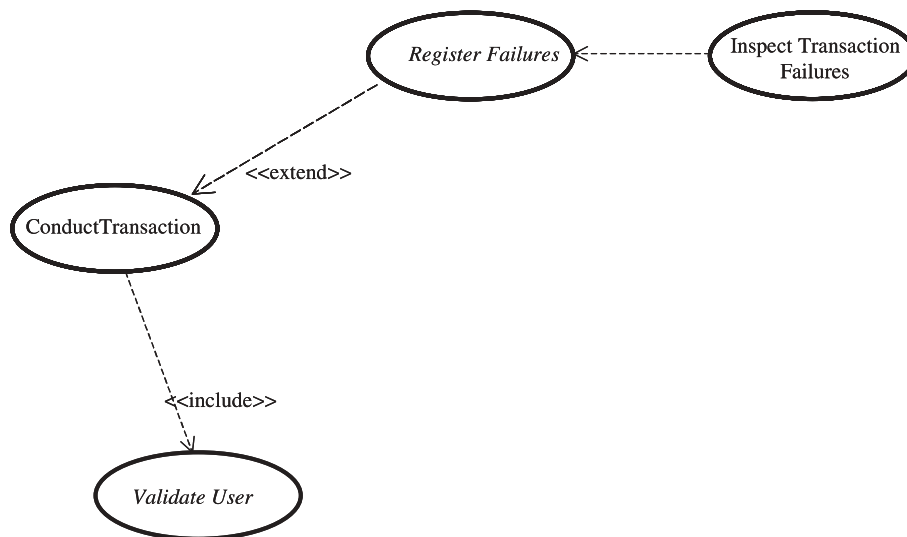 Register Failures
Inspect Transaction
Failures
<<extend>>
ConductTransaction
<<include>>
Validate User